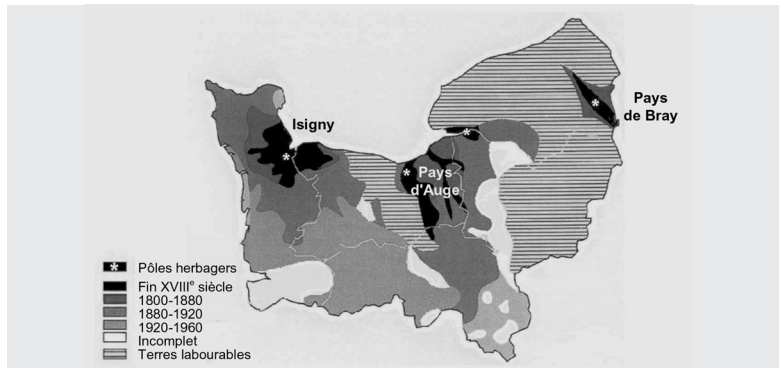 Isigny
Pays
de Bray
Pays
d'Auge
* Pôles herbagers
Fin XVIIIe siècle
1800-1880
1880-1920
1920-1960
Incomplet
Terres labourables